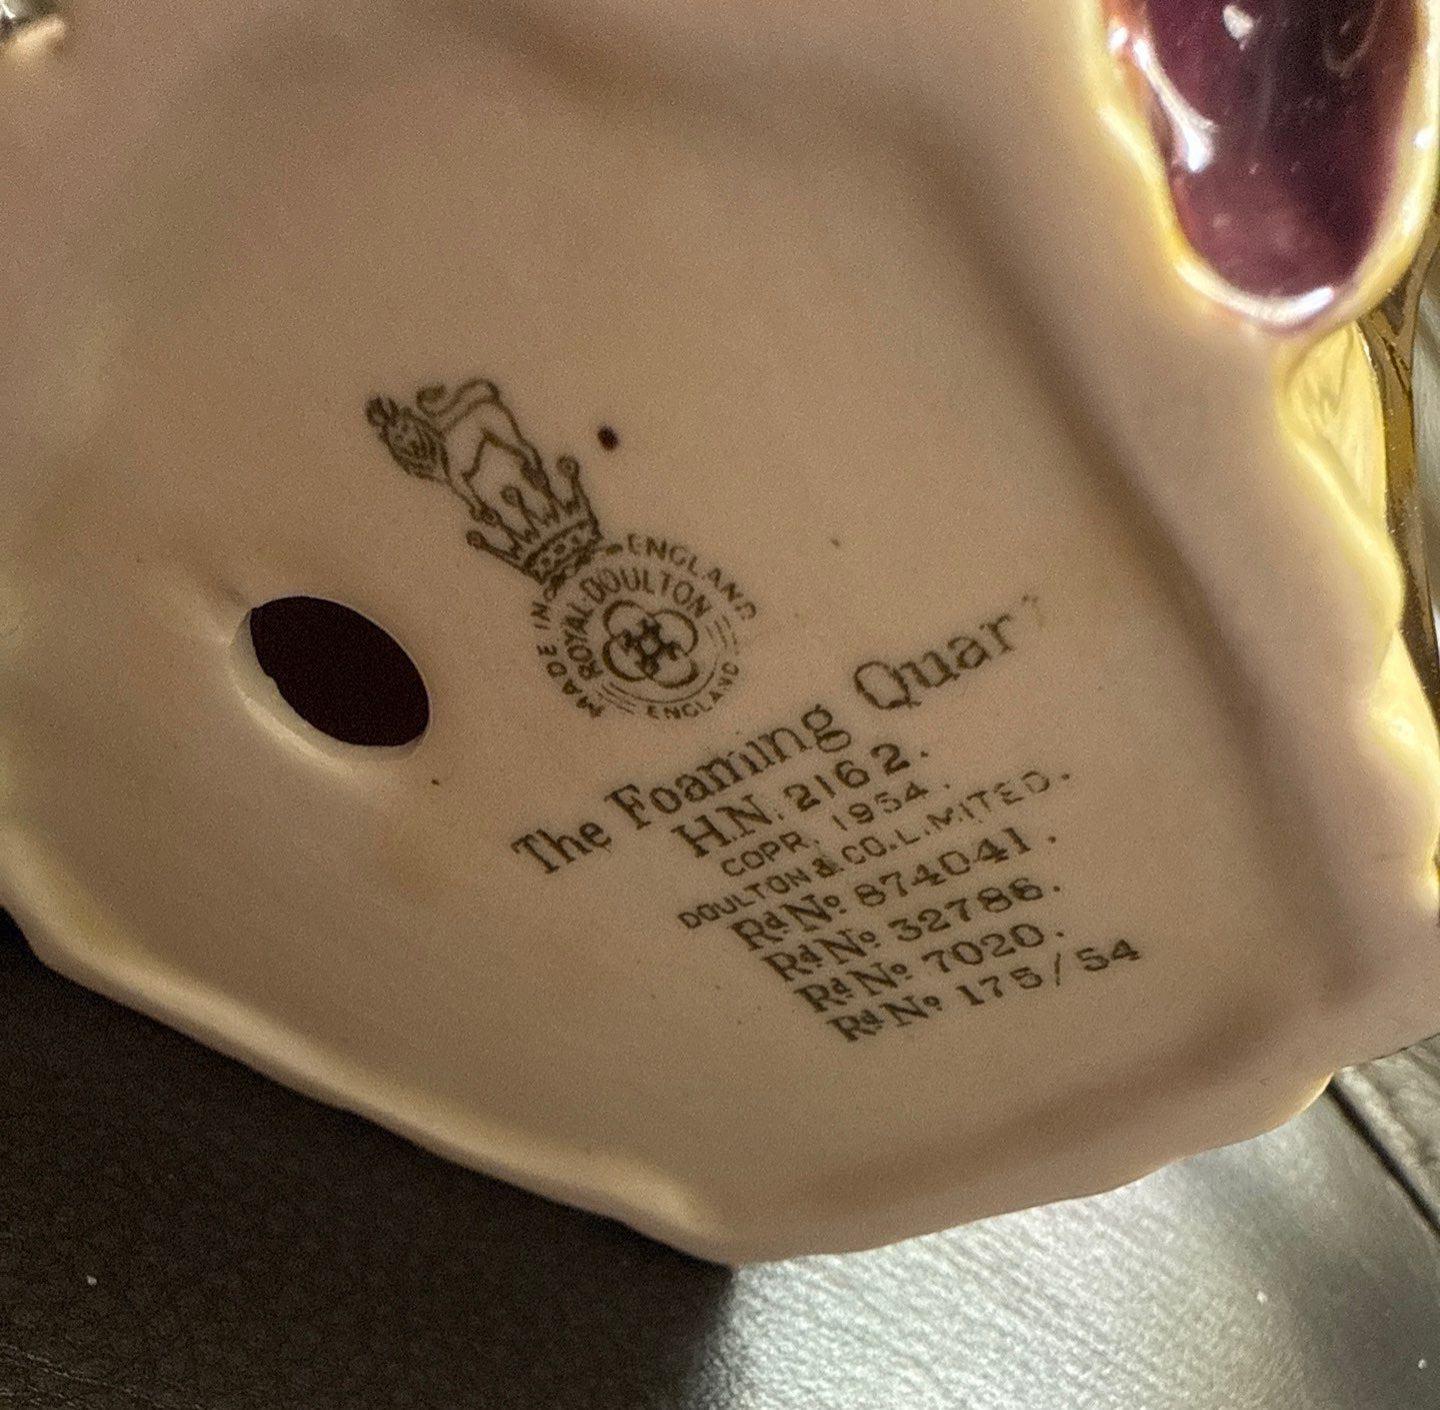 MADE IN ENGLAND
ROYAL·DOULTON
ENGLAND
The Foaming Quart
H.N. 2162.
COPR. 1954.
DOULTON & CO. LIMITED.
Rd No 874041.
Rd No 32786.
Rd No 7020.
Rd No 175/54